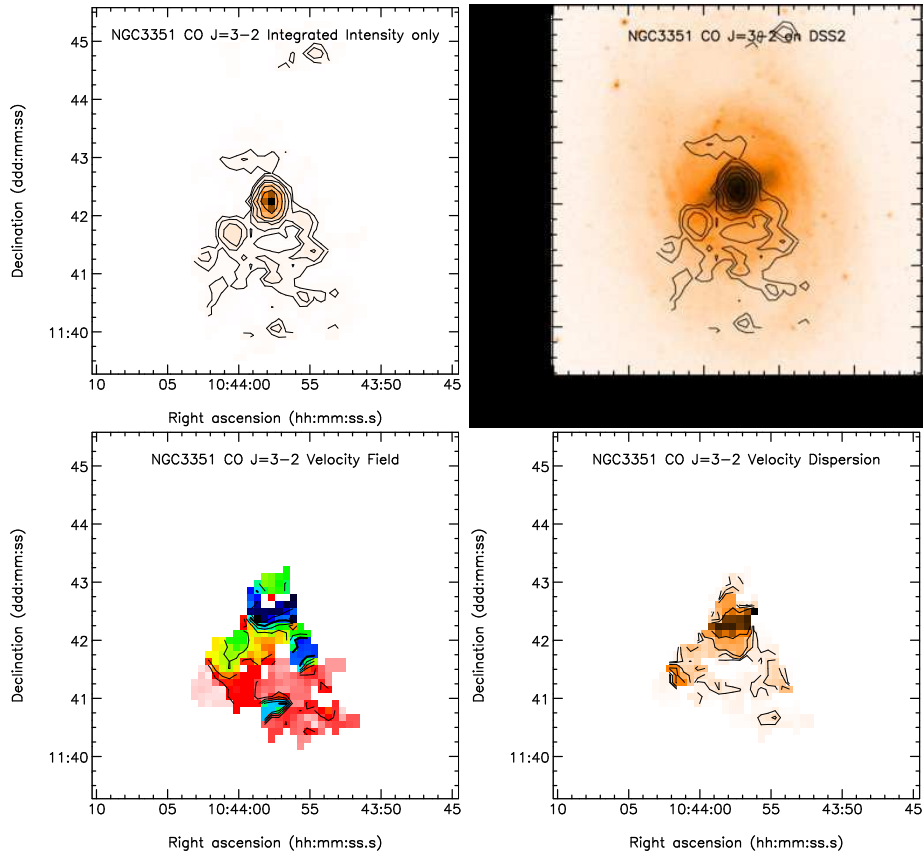 NGC3351 CO J=3-2 Integrated Intensity only
45
44
43
42
41
11:40
Declination (ddd:mm:ss)
10 05 10:44:00 55 43:50 45
Right ascension (hh:mm:ss.s)
NGC3351 CO J=3-2 on DSS2
NGC3351 CO J=3-2 Velocity Field
45
44
43
42
41
11:40
Declination (ddd:mm:ss)
10 05 10:44:00 55 43:50 45
Right ascension (hh:mm:ss.s)
NGC3351 CO J=3-2 Velocity Dispersion
45
44
43
42
41
11:40
Declination (ddd:mm:ss)
10 05 10:44:00 55 43:50 45
Right ascension (hh:mm:ss.s)